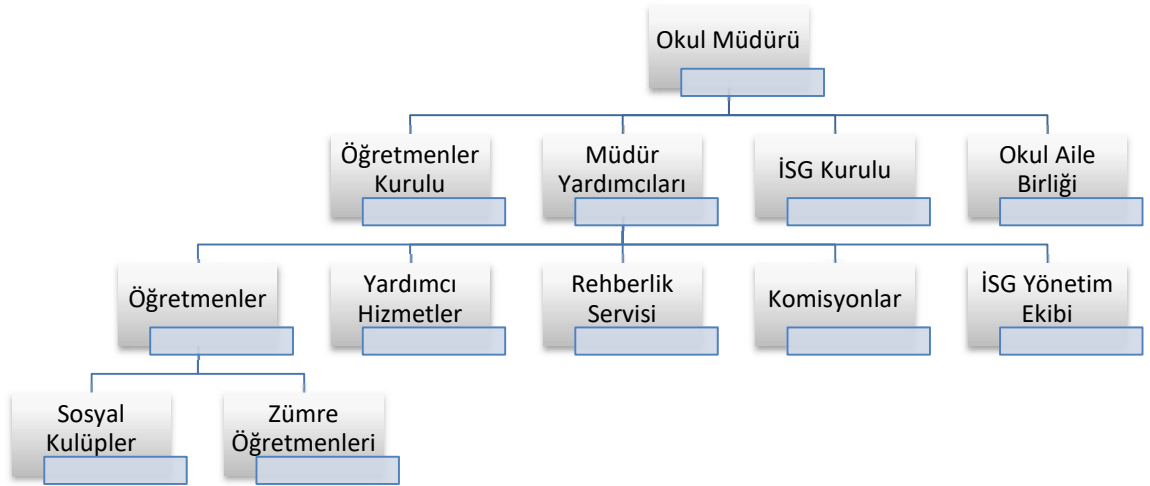 Okul Müdürü
Öğretmenler
Kurulu
Müdür
Yardımcıları
İSG Kurulu
Okul Aile
Birliği
Öğretmenler
Yardımcı
Hizmetler
Rehberlik
Servisi
Komisyonlar
İSG Yönetim
Ekibi
Sosyal
Kulüpler
Zümre
Öğretmenleri